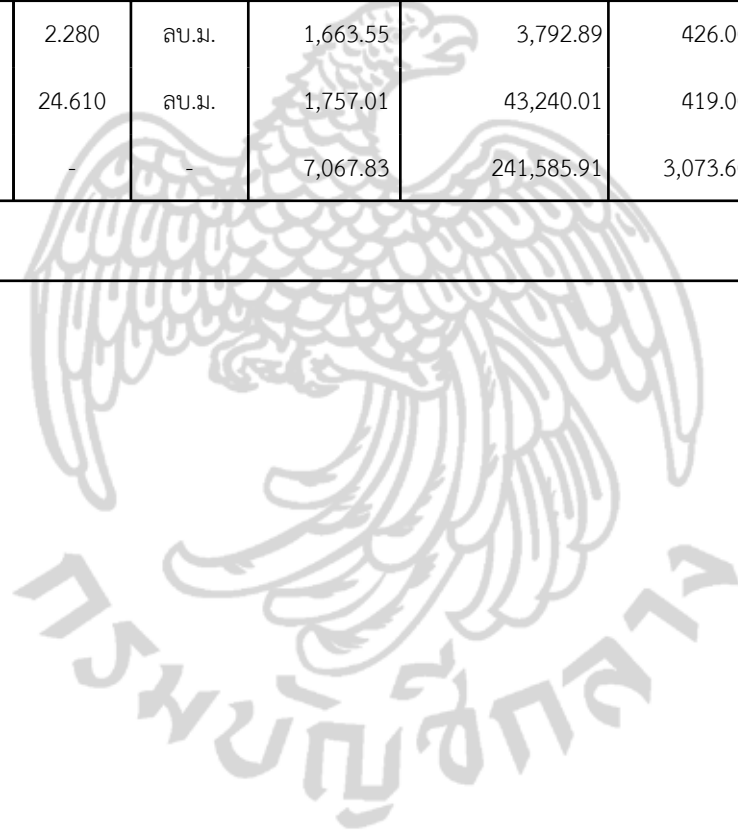 2.280 ลบ.ม. 1,663.55 3,792.89 426.0
24.610 ลบ.ม. 1,757.01 43,240.01 419.0
- - 7,067.83 241,585.91 3,073.6
กรมบัญชีกลาง